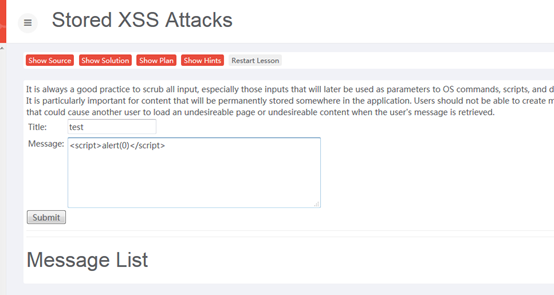 Stored XSS Attacks
Show Source Show Solution Show Plan Show Hints Restart Lesson
It is always a good practice to scrub all input, especially those inputs that will later be used as parameters to OS commands, scripts, and d
It is particularly important for content that will be permanently stored somewhere in the application. Users should not be able to create m
that could cause another user to load an undesireable page or undesireable content when the user's message is retrieved.
Title: test
Message: <script>alert(0)</script>
Submit
Message List